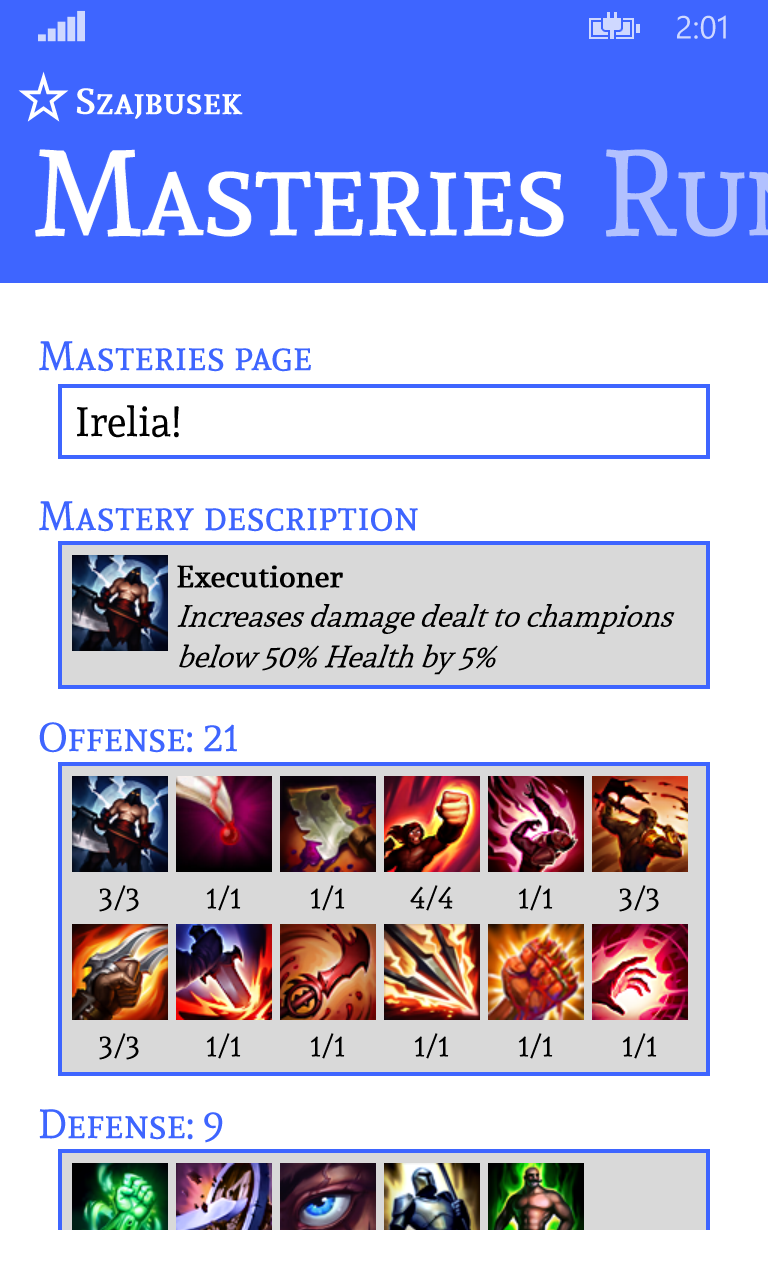 2:01
Szajbusek
Masteries Run
Masteries page
Irelia!
Mastery description
Executioner
Increases damage dealt to champions
below 50% Health by 5%
Offense: 21
3/3 1/1 1/1 4/4 1/1 3/3
3/3 1/1 1/1 1/1 1/1 1/1
Defense: 9